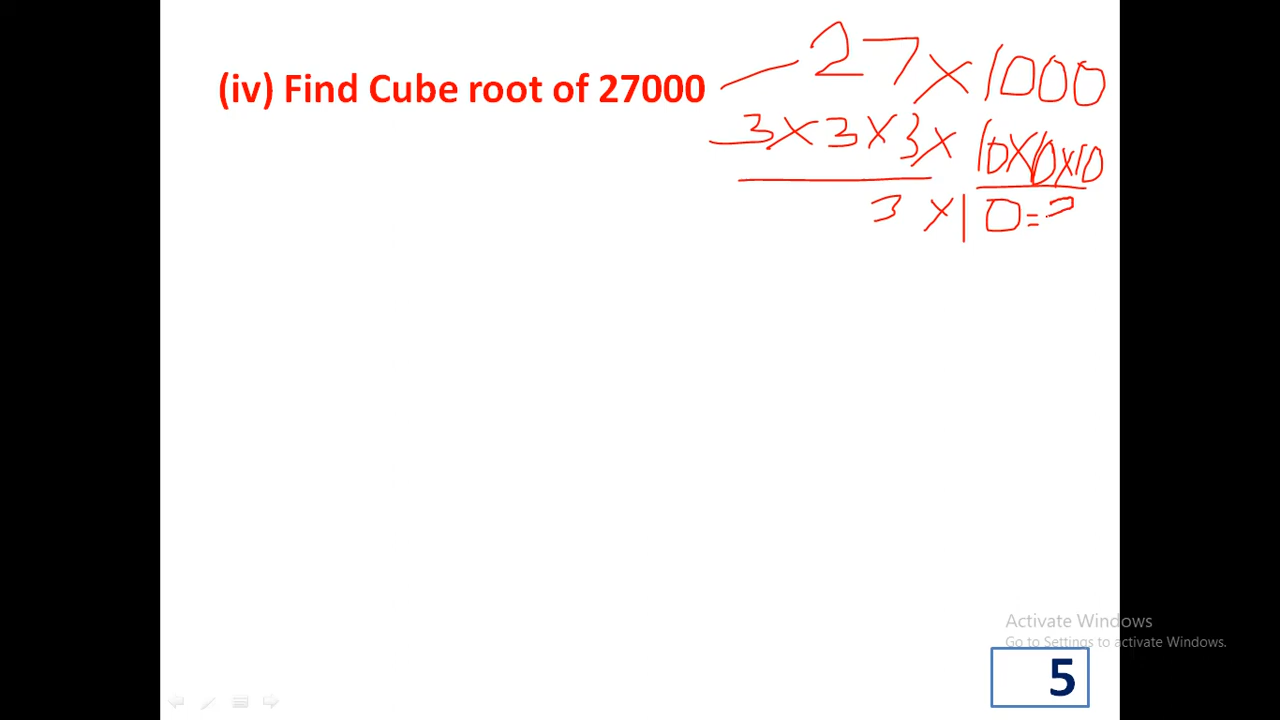 (iv) Find Cube root of 27000
27 × 1000
3 × 3 × 3 × 10 × 10 × 10
3 × 10 = ?
Activate Windows
Go to Settings to activate Windows.
5